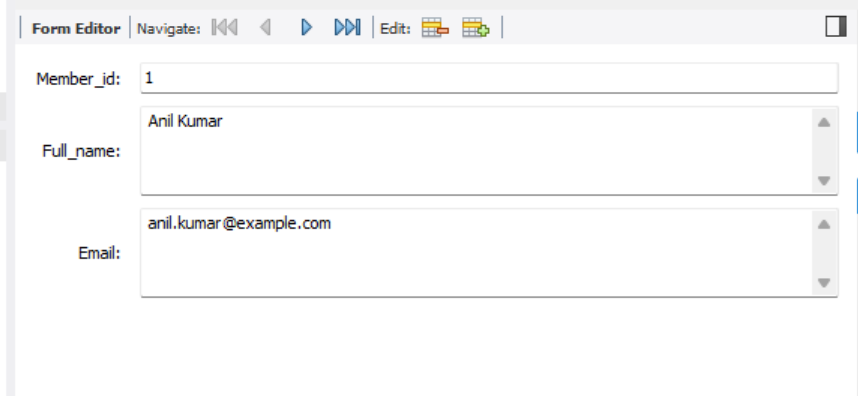 Form Editor Navigate: Edit:
Member_id: 1
Full_name: Anil Kumar
Email: anil.kumar@example.com